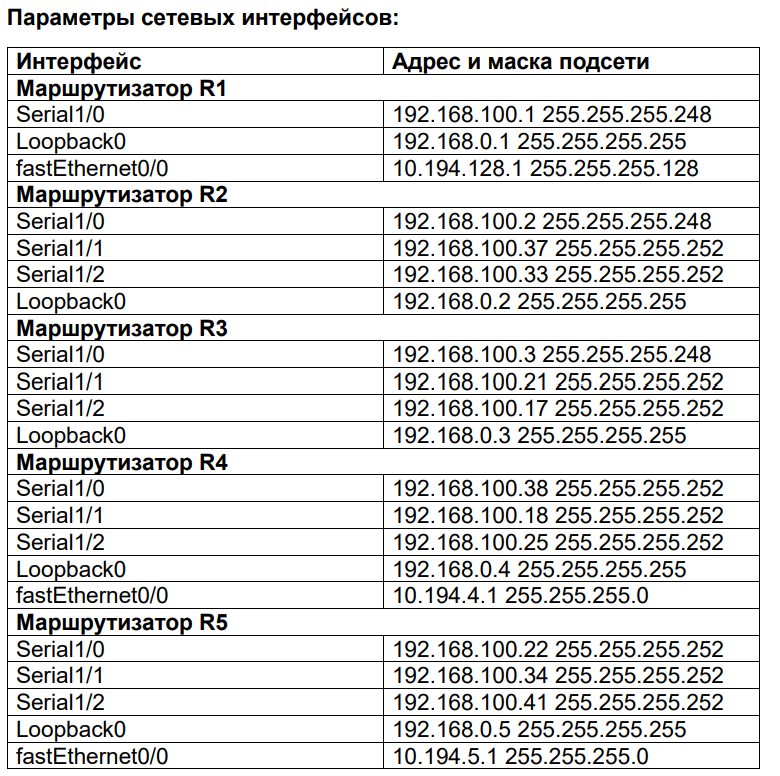 Параметры сетевых интерфейсов:
Интерфейс Адрес и маска подсети
Маршрутизатор R1
Serial1/0 192.168.100.1 255.255.255.248
Loopback0 192.168.0.1 255.255.255.255
fastEthernet0/0 10.194.128.1 255.255.255.128
Маршрутизатор R2
Serial1/0 192.168.100.2 255.255.255.248
Serial1/1 192.168.100.37 255.255.255.252
Serial1/2 192.168.100.33 255.255.255.252
Loopback0 192.168.0.2 255.255.255.255
Маршрутизатор R3
Serial1/0 192.168.100.3 255.255.255.248
Serial1/1 192.168.100.21 255.255.255.252
Serial1/2 192.168.100.17 255.255.255.252
Loopback0 192.168.0.3 255.255.255.255
Маршрутизатор R4
Serial1/0 192.168.100.38 255.255.255.252
Serial1/1 192.168.100.18 255.255.255.252
Serial1/2 192.168.100.25 255.255.255.252
Loopback0 192.168.0.4 255.255.255.255
fastEthernet0/0 10.194.4.1 255.255.255.0
Маршрутизатор R5
Serial1/0 192.168.100.22 255.255.255.252
Serial1/1 192.168.100.34 255.255.255.252
Serial1/2 192.168.100.41 255.255.255.252
Loopback0 192.168.0.5 255.255.255.255
fastEthernet0/0 10.194.5.1 255.255.255.0